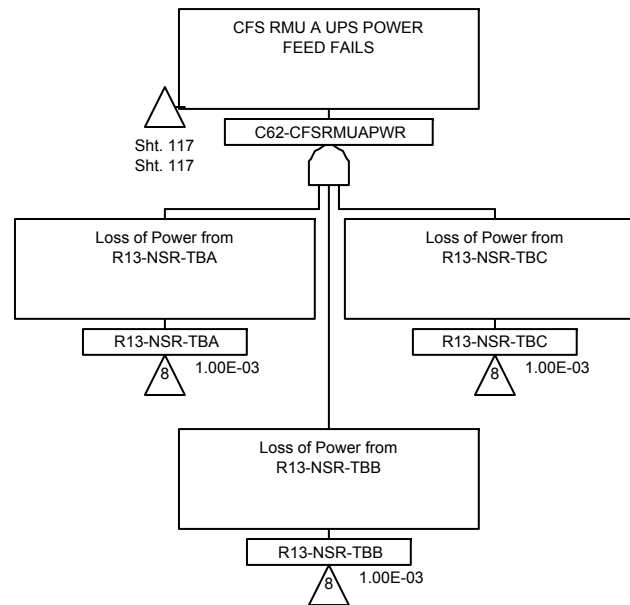 CFS RMU A UPS POWER
FEED FAILS
Sht. 117
Sht. 117
C62-CFSRMUAPWR
Loss of Power from
R13-NSR-TBA
R13-NSR-TBA
8
1.00E-03
Loss of Power from
R13-NSR-TBC
R13-NSR-TBC
8
1.00E-03
Loss of Power from
R13-NSR-TBB
R13-NSR-TBB
8
1.00E-03